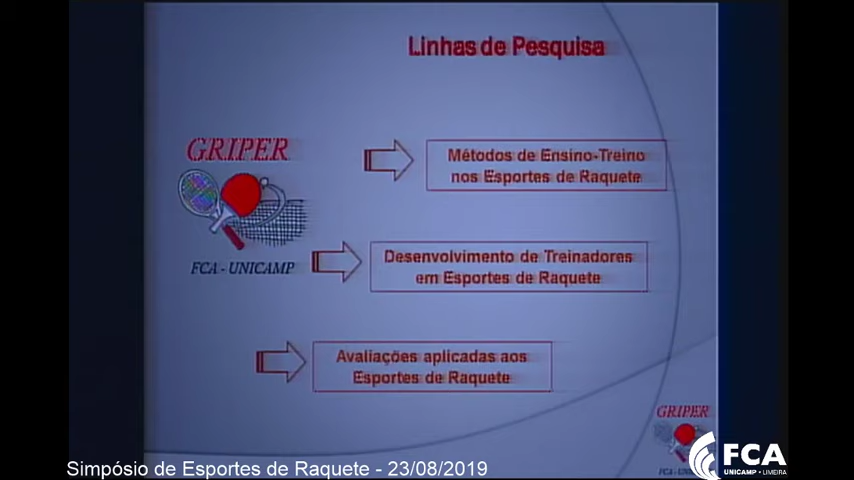 Linhas de Pesquisa
GRIPER
FCA - UNICAMP
Métodos de Ensino-Treino
nos Esportes de Raquete
Desenvolvimento de Treinadores
em Esportes de Raquete
Avaliações aplicadas aos
Esportes de Raquete
GRIPER
FCA
UNICAMP • LIMEIRA
Simpósio de Esportes de Raquete - 23/08/2019